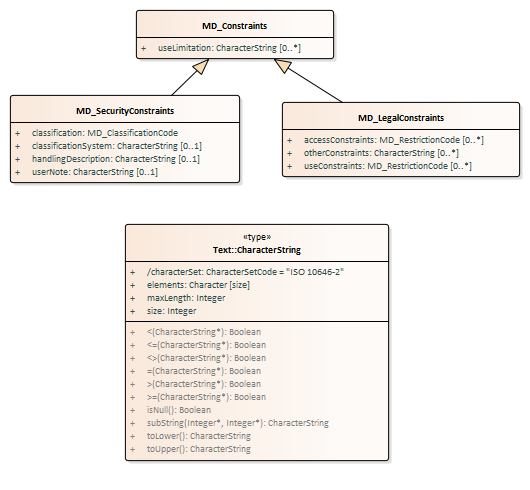 MD_Constraints
+ useLimitation: CharacterString [0..*]
MD_SecurityConstraints
+ classification: MD_ClassificationCode
+ classificationSystem: CharacterString [0..1]
+ handlingDescription: CharacterString [0..1]
+ userNote: CharacterString [0..1]
MD_LegalConstraints
+ accessConstraints: MD_RestrictionCode [0..*]
+ otherConstraints: CharacterString [0..*]
+ useConstraints: MD_RestrictionCode [0..*]
«type»
Text::CharacterString
+ /characterSet: CharacterSetCode = "ISO 10646-2"
+ elements: Character [size]
+ maxLength: Integer
+ size: Integer
+ <(CharacterString*): Boolean
+ <=(CharacterString*): Boolean
+ <>(CharacterString*): Boolean
+ =(CharacterString*): Boolean
+ >(CharacterString*): Boolean
+ >=(CharacterString*): Boolean
+ isNull(): Boolean
+ subString(Integer*, Integer*): CharacterString
+ toLower(): CharacterString
+ toUpper(): CharacterString